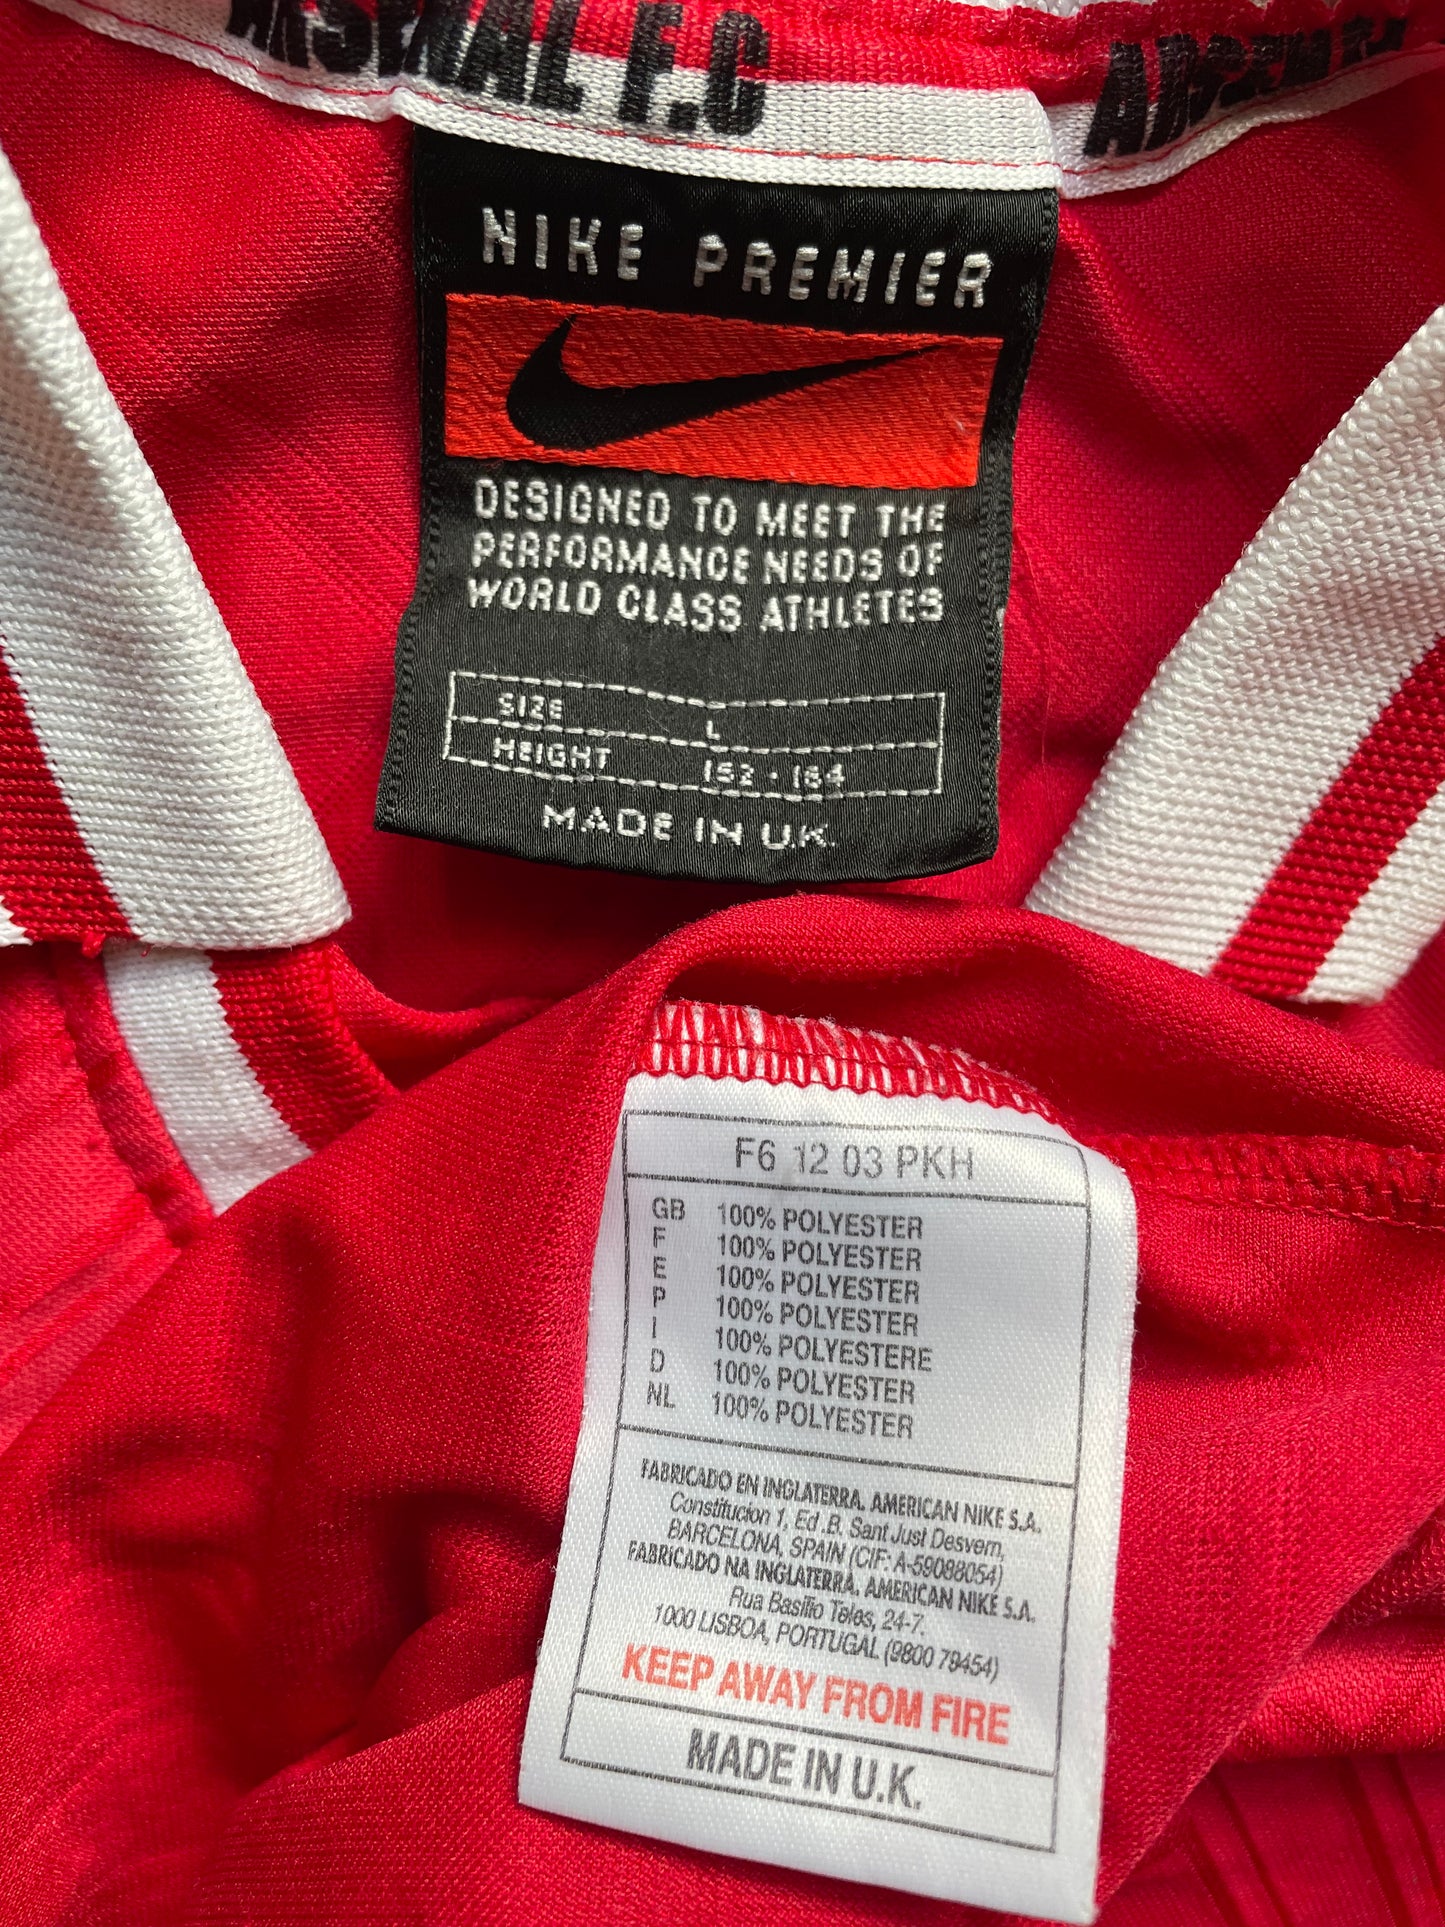 ARSENAL F.C
ARSENAL
NIKE PREMIER
DESIGNED TO MEET THE
PERFORMANCE NEEDS OF
WORLD CLASS ATHLETES
SIZE L
HEIGHT 152 - 164
MADE IN U.K.
F6 12 03 PKH
GB 100% POLYESTER
F 100% POLYESTER
E 100% POLYESTER
P 100% POLYESTER
I 100% POLYESTERE
D 100% POLYESTER
NL 100% POLYESTER
FABRICADO EN INGLATERRA. AMERICAN NIKE S.A.
Constitucion 1, Ed .B. Sant Just Desvern,
BARCELONA, SPAIN (CIF: A-59088054)
FABRICADO NA INGLATERRA. AMERICAN NIKE S.A.
Rua Basilio Teles, 24-7.
1000 LISBOA, PORTUGAL (9800 79454)
KEEP AWAY FROM FIRE
MADE IN U.K.